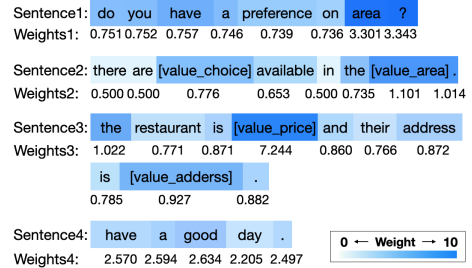 Sentence1: do you have a preference on area ?
Weights1: 0.751 0.752 0.757 0.746 0.739 0.736 3.301 3.343
Sentence2: there are [value_choice] available in the [value_area] .
Weights2: 0.500 0.500 0.776 0.653 0.500 0.735 1.101 1.014
Sentence3: the restaurant is [value_price] and their address
Weights3: 1.022 0.771 0.871 7.244 0.860 0.766 0.872
is [value_adderss] .
0.785 0.927 0.882
Sentence4: have a good day .
Weights4: 2.570 2.594 2.634 2.205 2.497
0 ← Weight → 10